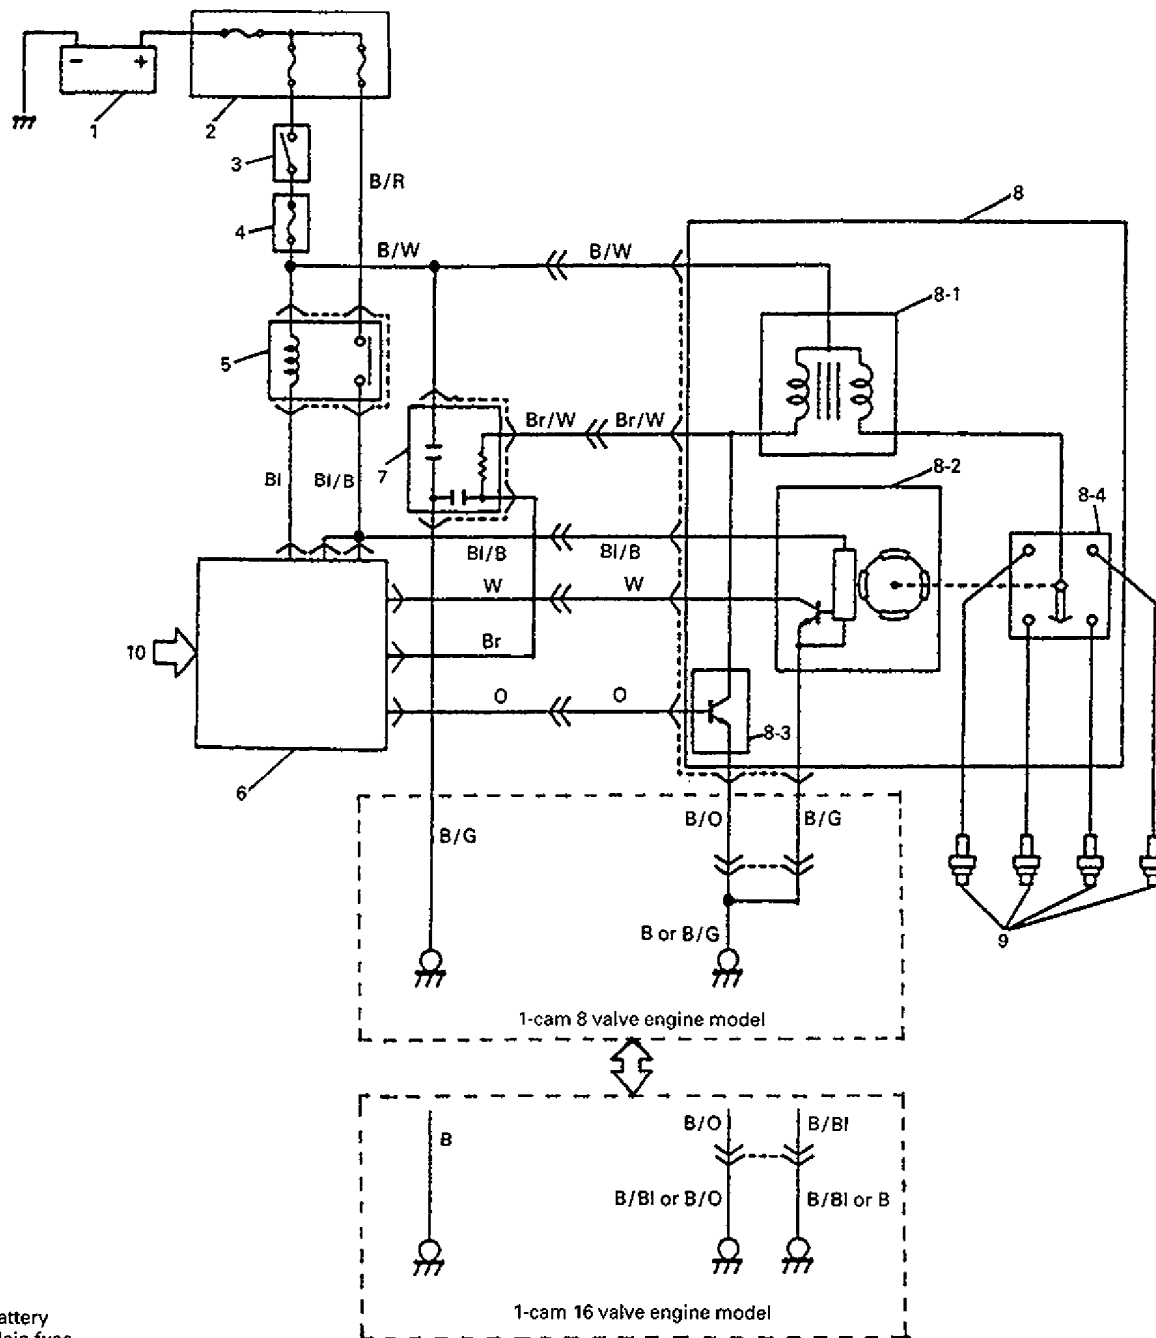 - +
1
2
3
B/R
4
8
B/W
B/W
8-1
5
Br/W
Br/W
7
8-2
Bl
Bl/B
8-4
Bl/B
Bl/B
W
W
10
Br
O
O
8-3
6
B/G
B/O
B/G
B or B/G
9
1-cam 8 valve engine model
B
B/O
B/Bl
B/Bl or B/O
B/Bl or B
1-cam 16 valve engine model
attery